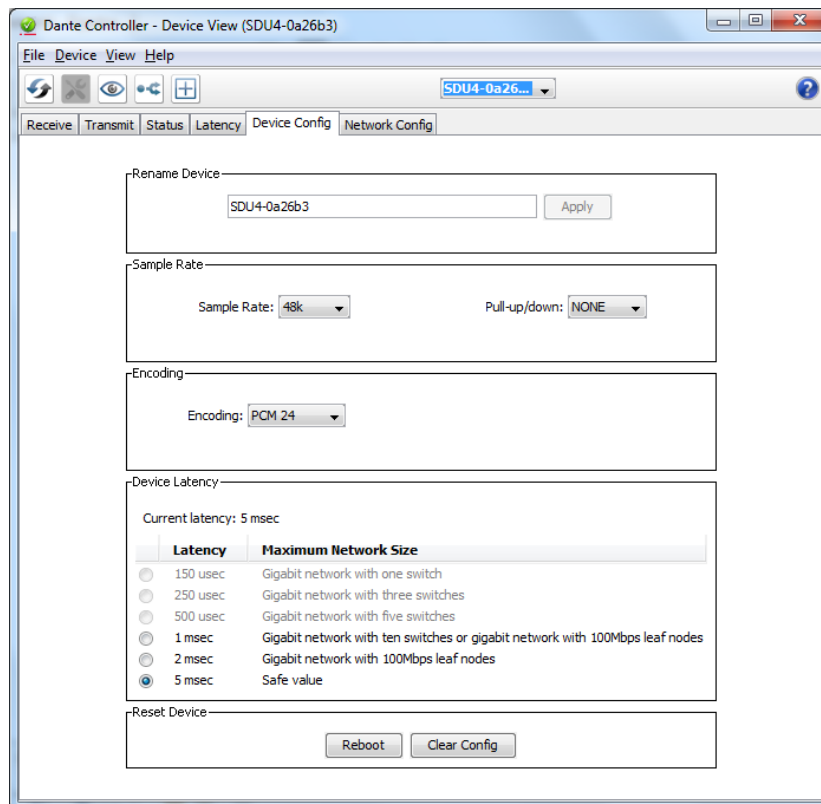 Dante Controller - Device View (SDU4-0a26b3)
File Device View Help
SDU4-0a26...
Receive Transmit Status Latency Device Config Network Config
Rename Device
SDU4-0a26b3 Apply
Sample Rate
Sample Rate: 48k Pull-up/down: NONE
Encoding
Encoding: PCM 24
Device Latency
Current latency: 5 msec
Latency Maximum Network Size
150 usec Gigabit network with one switch
250 usec Gigabit network with three switches
500 usec Gigabit network with five switches
1 msec Gigabit network with ten switches or gigabit network with 100Mbps leaf nodes
2 msec Gigabit network with 100Mbps leaf nodes
5 msec Safe value
Reset Device
Reboot Clear Config